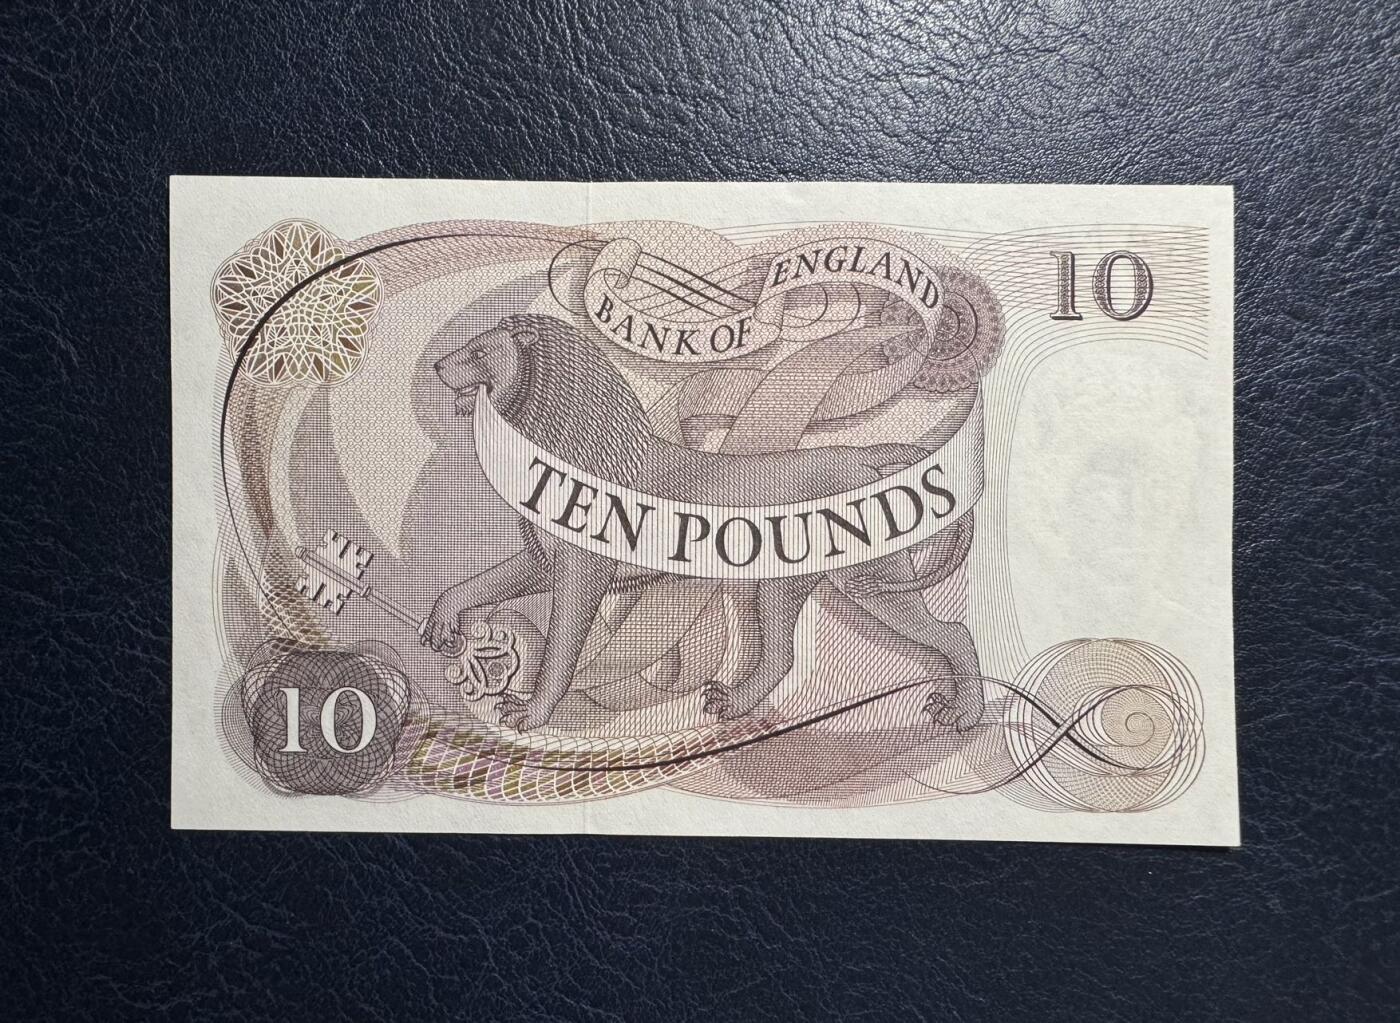 BANK OF ENGLAND
10
TEN POUNDS
10